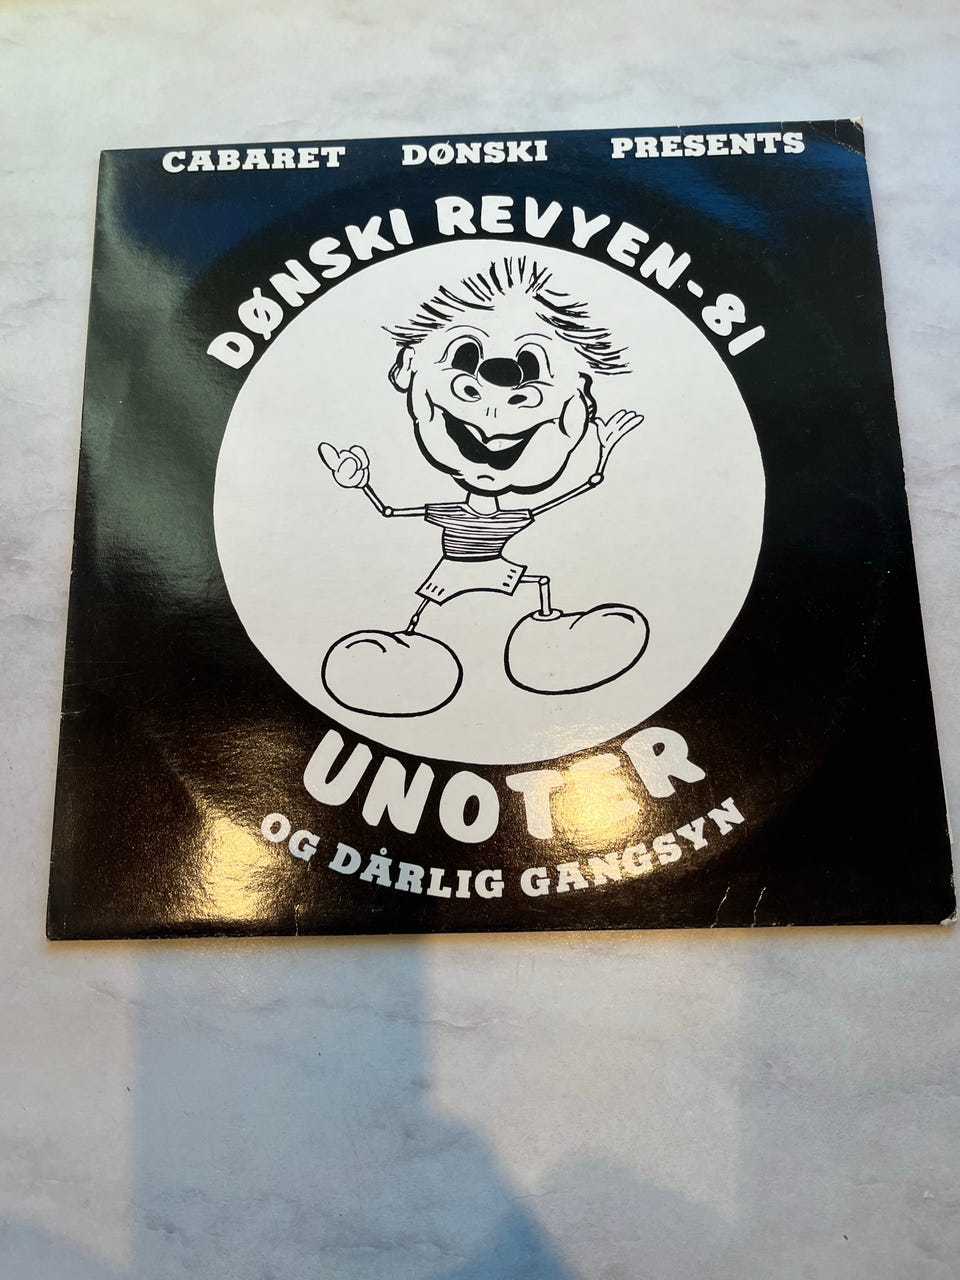 CABARET DØNSKI PRESENTS
DØNSKI REVYEN-81
UNOTER
OG DÅRLIG GANGSYN